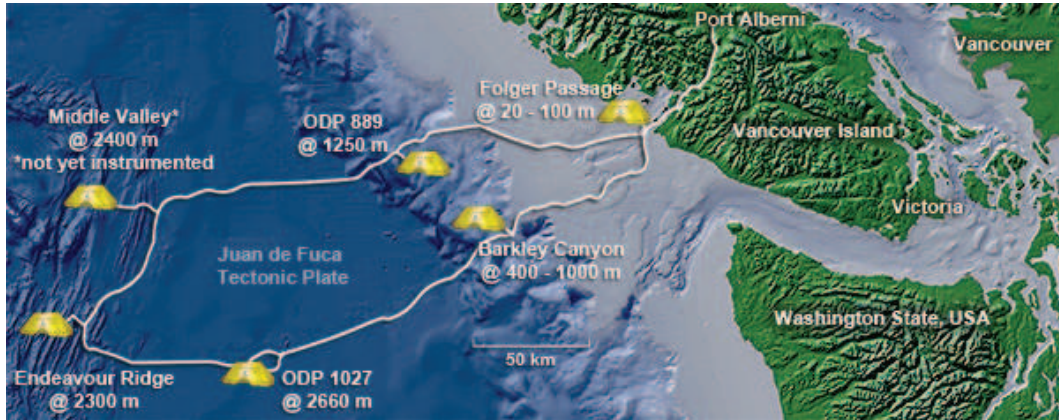 Port Alberni
Vancouver
Folger Passage
@ 20 - 100 m
Middle Valley*
@ 2400 m
*not yet instrumented
ODP 889
@ 1250 m
Vancouver Island
Victoria
Juan de Fuca
Tectonic Plate
Barkley Canyon
@ 400 - 1000 m
Washington State, USA
50 km
Endeavour Ridge
@ 2300 m
ODP 1027
@ 2660 m